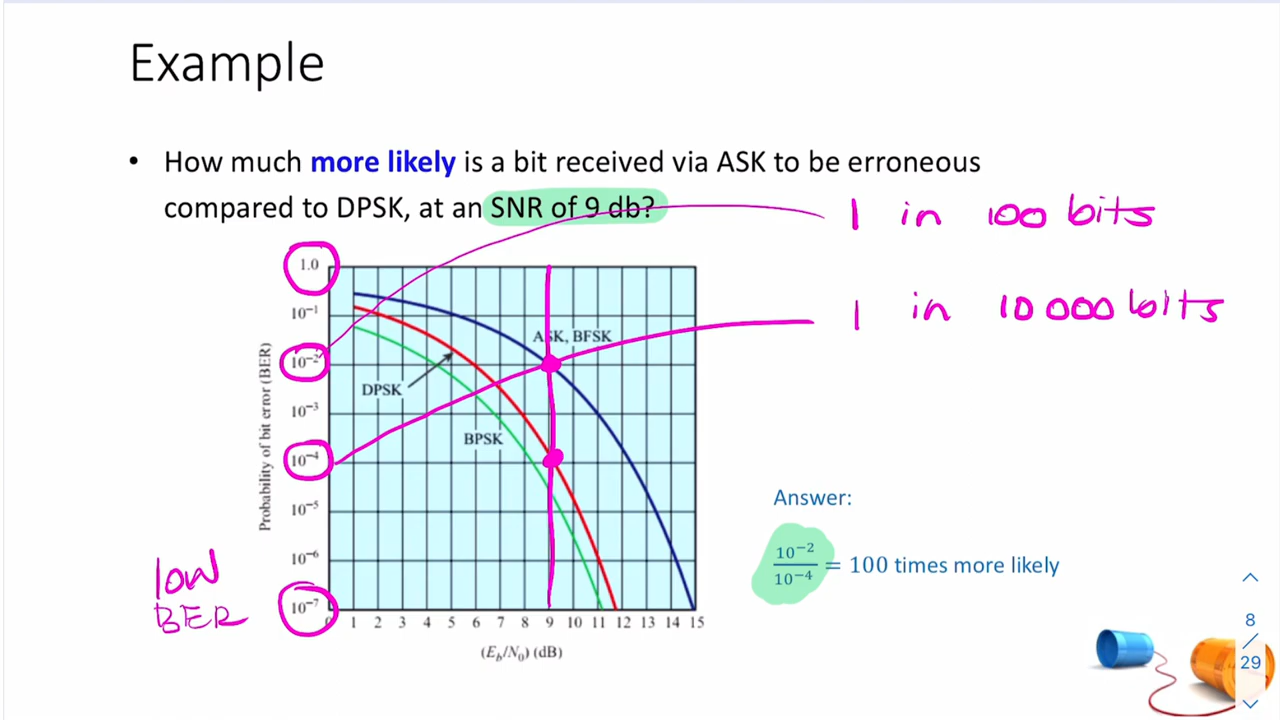 Example
• How much more likely is a bit received via ASK to be erroneous
compared to DPSK, at an SNR of 9 db?
1 in 100 bits
1 in 10000 bits
1.0
10⁻¹
10⁻²
10⁻³
10⁻⁴
10⁻⁵
10⁻⁶
10⁻⁷
Probability of bit error (BER)
ASK, BFSK
DPSK
BPSK
0 1 2 3 4 5 6 7 8 9 10 11 12 13 14 15
(E_b/N_0) (dB)
low
BER
Answer:
10⁻²/10⁻⁴ = 100 times more likely
8
/
29